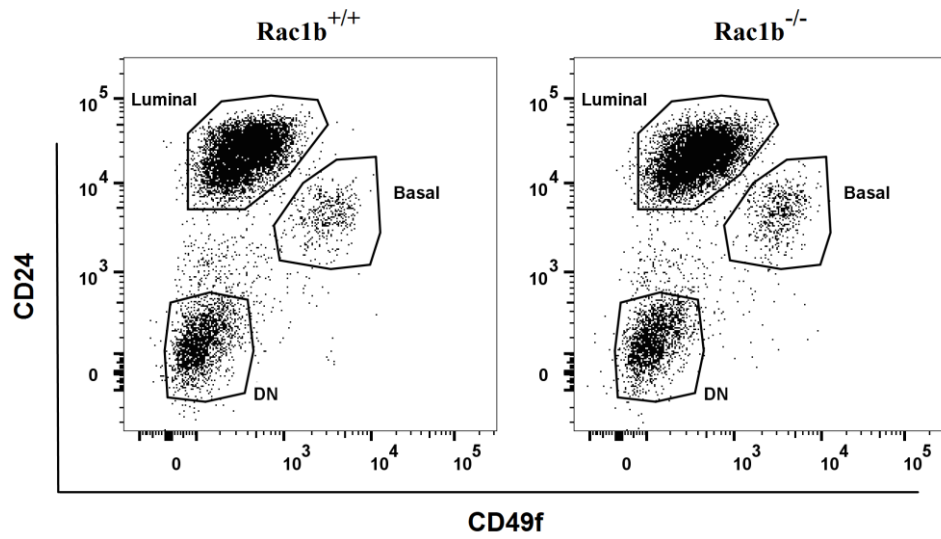 Rac1b+/+
Rac1b-/-
Luminal
Basal
DN
Luminal
Basal
DN
10^5
10^4
10^3
0
10^5
10^4
10^3
0
0 10^3 10^4 10^5
0 10^3 10^4 10^5
CD24
CD49f